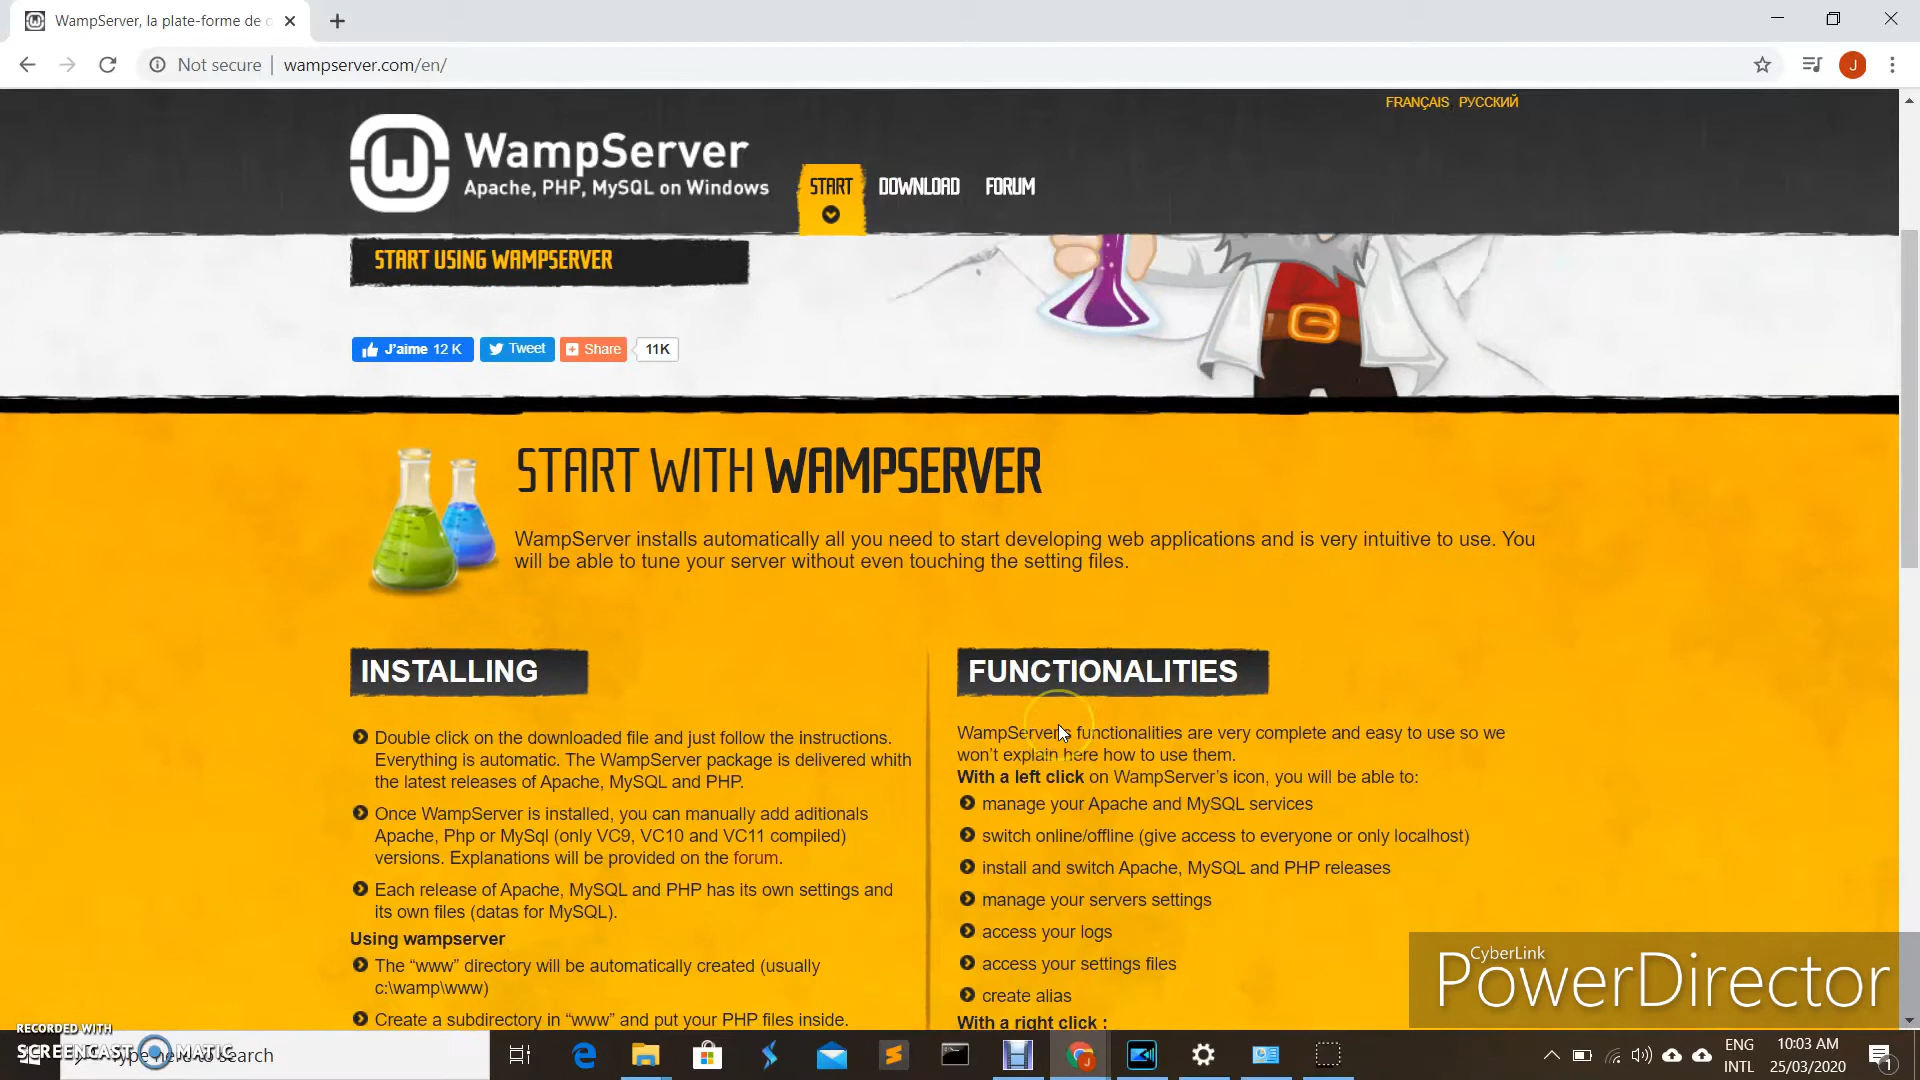 WampServer, la plate-forme de
Not secure
wampserver.com/en/
J
FRANÇAIS РУССКИЙ
WampServer
Apache, PHP, MySQL on Windows
START
DOWNLOAD
FORUM
START USING WAMPSERVER
J'aime 12 K
Tweet
Share
11K
START WITH WAMPSERVER
WampServer installs automatically all you need to start developing web applications and is very intuitive to use. You
will be able to tune your server without even touching the setting files.
INSTALLING
Double click on the downloaded file and just follow the instructions.
Everything is automatic. The WampServer package is delivered whith
the latest releases of Apache, MySQL and PHP.
Once WampServer is installed, you can manually add aditionals
Apache, Php or MySql (only VC9, VC10 and VC11 compiled)
versions. Explanations will be provided on the forum.
Each release of Apache, MySQL and PHP has its own settings and
its own files (datas for MySQL).
Using wampserver
The “www” directory will be automatically created (usually
c:\wamp\www)
Create a subdirectory in “www” and put your PHP files inside.
FUNCTIONALITIES
WampServer's functionalities are very complete and easy to use so we
won't explain here how to use them.
With a left click on WampServer's icon, you will be able to:
manage your Apache and MySQL services
switch online/offline (give access to everyone or only localhost)
install and switch Apache, MySQL and PHP releases
manage your servers settings
access your logs
access your settings files
create alias
With a right click :
CyberLink
PowerDirector
RECORDED WITH
SCREENCAST MATIC
Type here to search
ENG
INTL
10:03 AM
25/03/2020
1